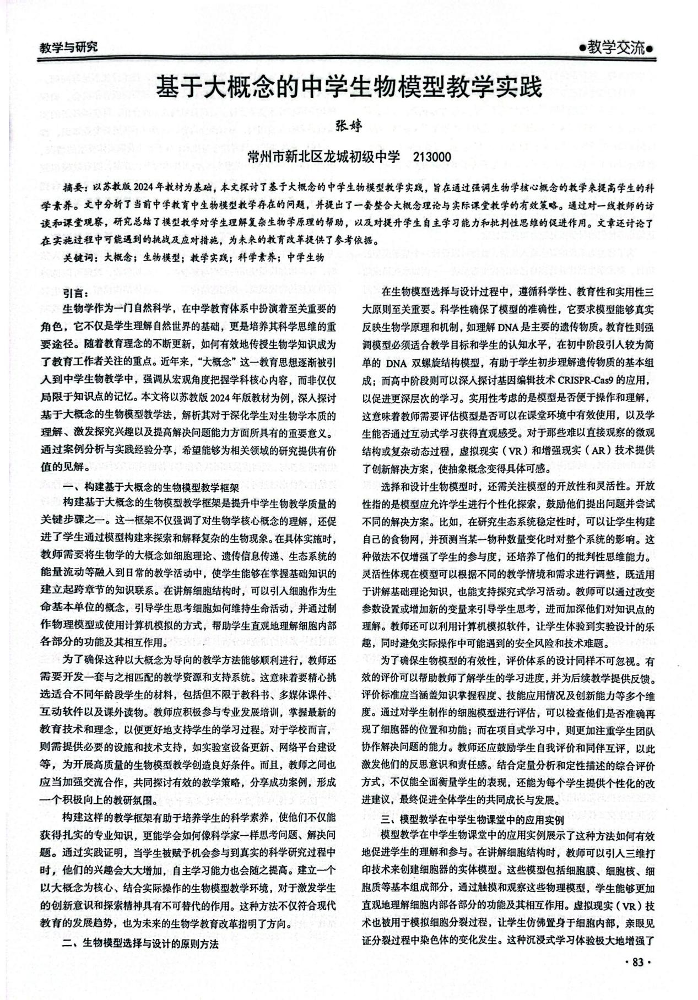 教学与研究
●教学交流●
基于大概念的中学生物模型教学实践
张婷
常州市新北区龙城初级中学 213000
摘要：以苏教版2024年教材为基础，本文探讨了基于大概念的中学生物模型教学实践，旨在通过强调生物学核心概念的教学来提高学生的科
学素养。文中分析了当前中学教育中生物模型教学存在的问题，并提出了一套整合大概念理论与实际课堂教学的有效策略。通过对一线教师的访
谈和课堂观察，研究总结了模型教学对学生理解复杂生物学原理的帮助，以及对提升学生自主学习能力和批判性思维的促进作用。文章还讨论了
在实施过程中可能遇到的挑战及应对措施，为未来的教育改革提供了参考依据。
关键词：大概念；生物模型；教学实践；科学素养；中学生物
引言：
生物学作为一门自然科学，在中学教育体系中扮演着至关重要的
角色，它不仅是学生理解自然世界的基础，更是培养其科学思维的重
要途径。随着教育理念的不断更新，如何有效地传授生物学知识成为
了教育工作者关注的重点。近年来，“大概念”这一教育思想逐渐被引
入到中学生物教学中，强调从宏观角度把握学科核心内容，而非仅仅
局限于知识点的记忆。本文将以苏教版2024年版教材为例，深入探讨
基于大概念的生物模型教学法，解析其对于深化学生对生物学本质的
理解、激发探究兴趣以及提高解决问题能力方面所具有的重要意义。
通过案例分析与实践经验分享，希望能够为相关领域的研究提供有价
值的见解。
一、构建基于大概念的生物模型教学框架
构建基于大概念的生物模型教学框架是提升中学生物教学质量的
关键步骤之一。这一框架不仅强调了对生物学核心概念的理解，还促
进了学生通过模型构建来探索和解释复杂的生物现象。在具体实施时，
教师需要将生物学的大概念如细胞理论、遗传信息传递、生态系统的
能量流动等融入到日常的教学活动中，使学生能够在掌握基础知识的
建立起跨章节的知识联系。在讲解细胞结构时，可以引入细胞作为生
命基本单位的概念，引导学生思考细胞如何维持生命活动，并通过制
作物理模型或使用计算机模拟的方式，帮助学生直观地理解细胞内部
各部分的功能及其相互作用。
为了确保这种以大概念为导向的教学方法能够顺利进行，教师还
需要开发一套与之相匹配的教学资源和支持系统。这意味着要精心挑
选适合不同年龄段学生的材料，包括但不限于教科书、多媒体课件、
互动软件以及课外读物。教师应积极参与专业发展培训，掌握最新的
教育技术和理念，以便更好地支持学生的学习过程。对于学校而言，
则需提供必要的设施和技术支持，如实验室设备更新、网络平台建设
等，为开展高质量的生物模型教学创造良好条件。而且，教师之间也
应当加强交流合作，共同探讨有效的教学策略，分享成功案例，形成
一个积极向上的教研氛围。
构建这样的教学框架有助于培养学生的科学素养，使他们不仅能
获得扎实的专业知识，更能学会如何像科学家一样思考问题、解决问
题。通过实践证明，当学生被赋予机会参与到真实的科学研究过程中
时，他们的兴趣会大大增加，自主学习能力也会随之提高。建立一个
以大概念为核心、结合实际操作的生物模型教学环境，对于激发学生
的创新意识和探索精神具有不可替代的作用。这种方法不仅符合现代
教育的发展趋势，也为未来的生物学教育改革指明了方向。
二、生物模型选择与设计的原则方法
在生物模型选择与设计过程中，遵循科学性、教育性和实用性三
大原则至关重要。科学性确保了模型的准确性，它要求模型能够真实
反映生物学原理和机制，如理解DNA是主要的遗传物质。教育性则强
调模型必须适合教学目标和学生的认知水平，在初中阶段引入较为简
单的 DNA 双螺旋结构模型，有助于学生初步理解遗传物质的基本组
成；而高中阶段则可以深入探讨基因编辑技术CRISPR-Cas9的应用，
以促进更深层次的学习。实用性考虑的是模型是否便于操作和理解，
这意味着教师需要评估模型是否可以在课堂环境中有效使用，以及学
生能否通过互动式学习获得直观感受。对于那些难以直接观察的微观
结构或复杂动态过程，虚拟现实（VR）和增强现实（AR）技术提供
了创新解决方案，使抽象概念变得具体可感。
选择和设计生物模型时，还需关注模型的开放性和灵活性。开放
性指的是模型应允许学生进行个性化探索，鼓励他们提出问题并尝试
不同的解决方案。比如，在研究生态系统稳定性时，可以让学生构建
自己的食物网，并预测当某一物种数量变化时对整个系统的影响。这
种做法不仅增强了学生的参与度，还培养了他们的批判性思维能力。
灵活性体现在模型可以根据不同的教学情境和需求进行调整，既适用
于讲解基础理论知识，也能支持探究式学习活动。教师可以通过改变
参数设置或增加新的变量来引导学生思考，进而加深他们对知识点的
理解。教师还可以利用计算机模拟软件，让学生体验到实验设计的乐
趣，同时避免实际操作中可能遇到的安全风险和技术难题。
为了确保生物模型的有效性，评价体系的设计同样不可忽视。有
效的评价可以帮助教师了解学生的学习进度，并为后续教学提供反馈。
评价标准应当涵盖知识掌握程度、技能应用情况及创新能力等多个维
度。通过对学生制作的细胞模型进行评估，可以检查他们是否准确再
现了细胞器的位置和功能；而在项目式学习中，则更加注重学生团队
协作解决问题的能力。教师还应鼓励学生自我评价和同伴互评，以此
激发他们的反思意识和责任感。结合定量分析和定性描述的综合评价
方式，不仅能全面衡量学生的表现，还能为每个学生提供个性化的改
进建议，最终促进全体学生的共同成长与发展。
三、模型教学在中学生物课堂中的应用实例
模型教学在中学生物课堂中的应用实例展示了这种方法如何有效
地促进学生的理解和参与。在讲解细胞结构时，教师可以引入三维打
印技术来创建细胞器的实体模型。这些模型包括细胞膜、细胞核、细
胞质等基本组成部分，通过触摸和观察这些物理模型，学生能够更加
直观地理解细胞内部各部分的功能及其相互作用。虚拟现实（VR）技
术也被用于模拟细胞分裂过程，让学生仿佛置身于细胞内部，亲眼见
证分裂过程中染色体的变化发生。这种沉浸式学习体验极大地增强了
·83·